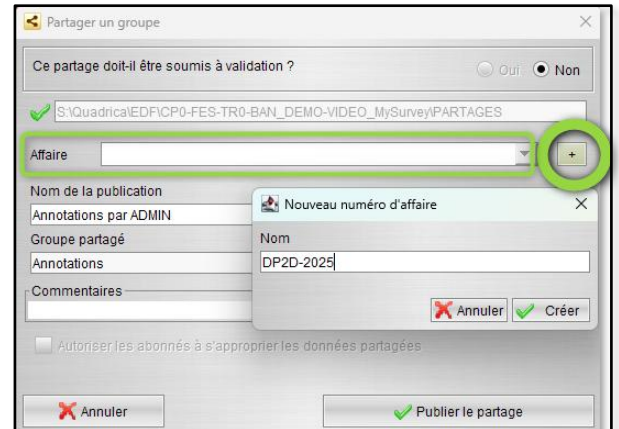 Partager un groupe
Ce partage doit-il être soumis à validation ?
Oui
Non
S:\Quadrica\EDF\CP0-FES-TR0-BAN_DEMO-VIDEO_MySurvey\PARTAGES
Affaire
+
Nom de la publication
Annotations par ADMIN
Groupe partagé
Annotations
Commentaires
Nouveau numéro d'affaire
Nom
DP2D-2025
Annuler
Créer
Autoriser les abonnés à s'approprier les données partagées
Annuler
Publier le partage